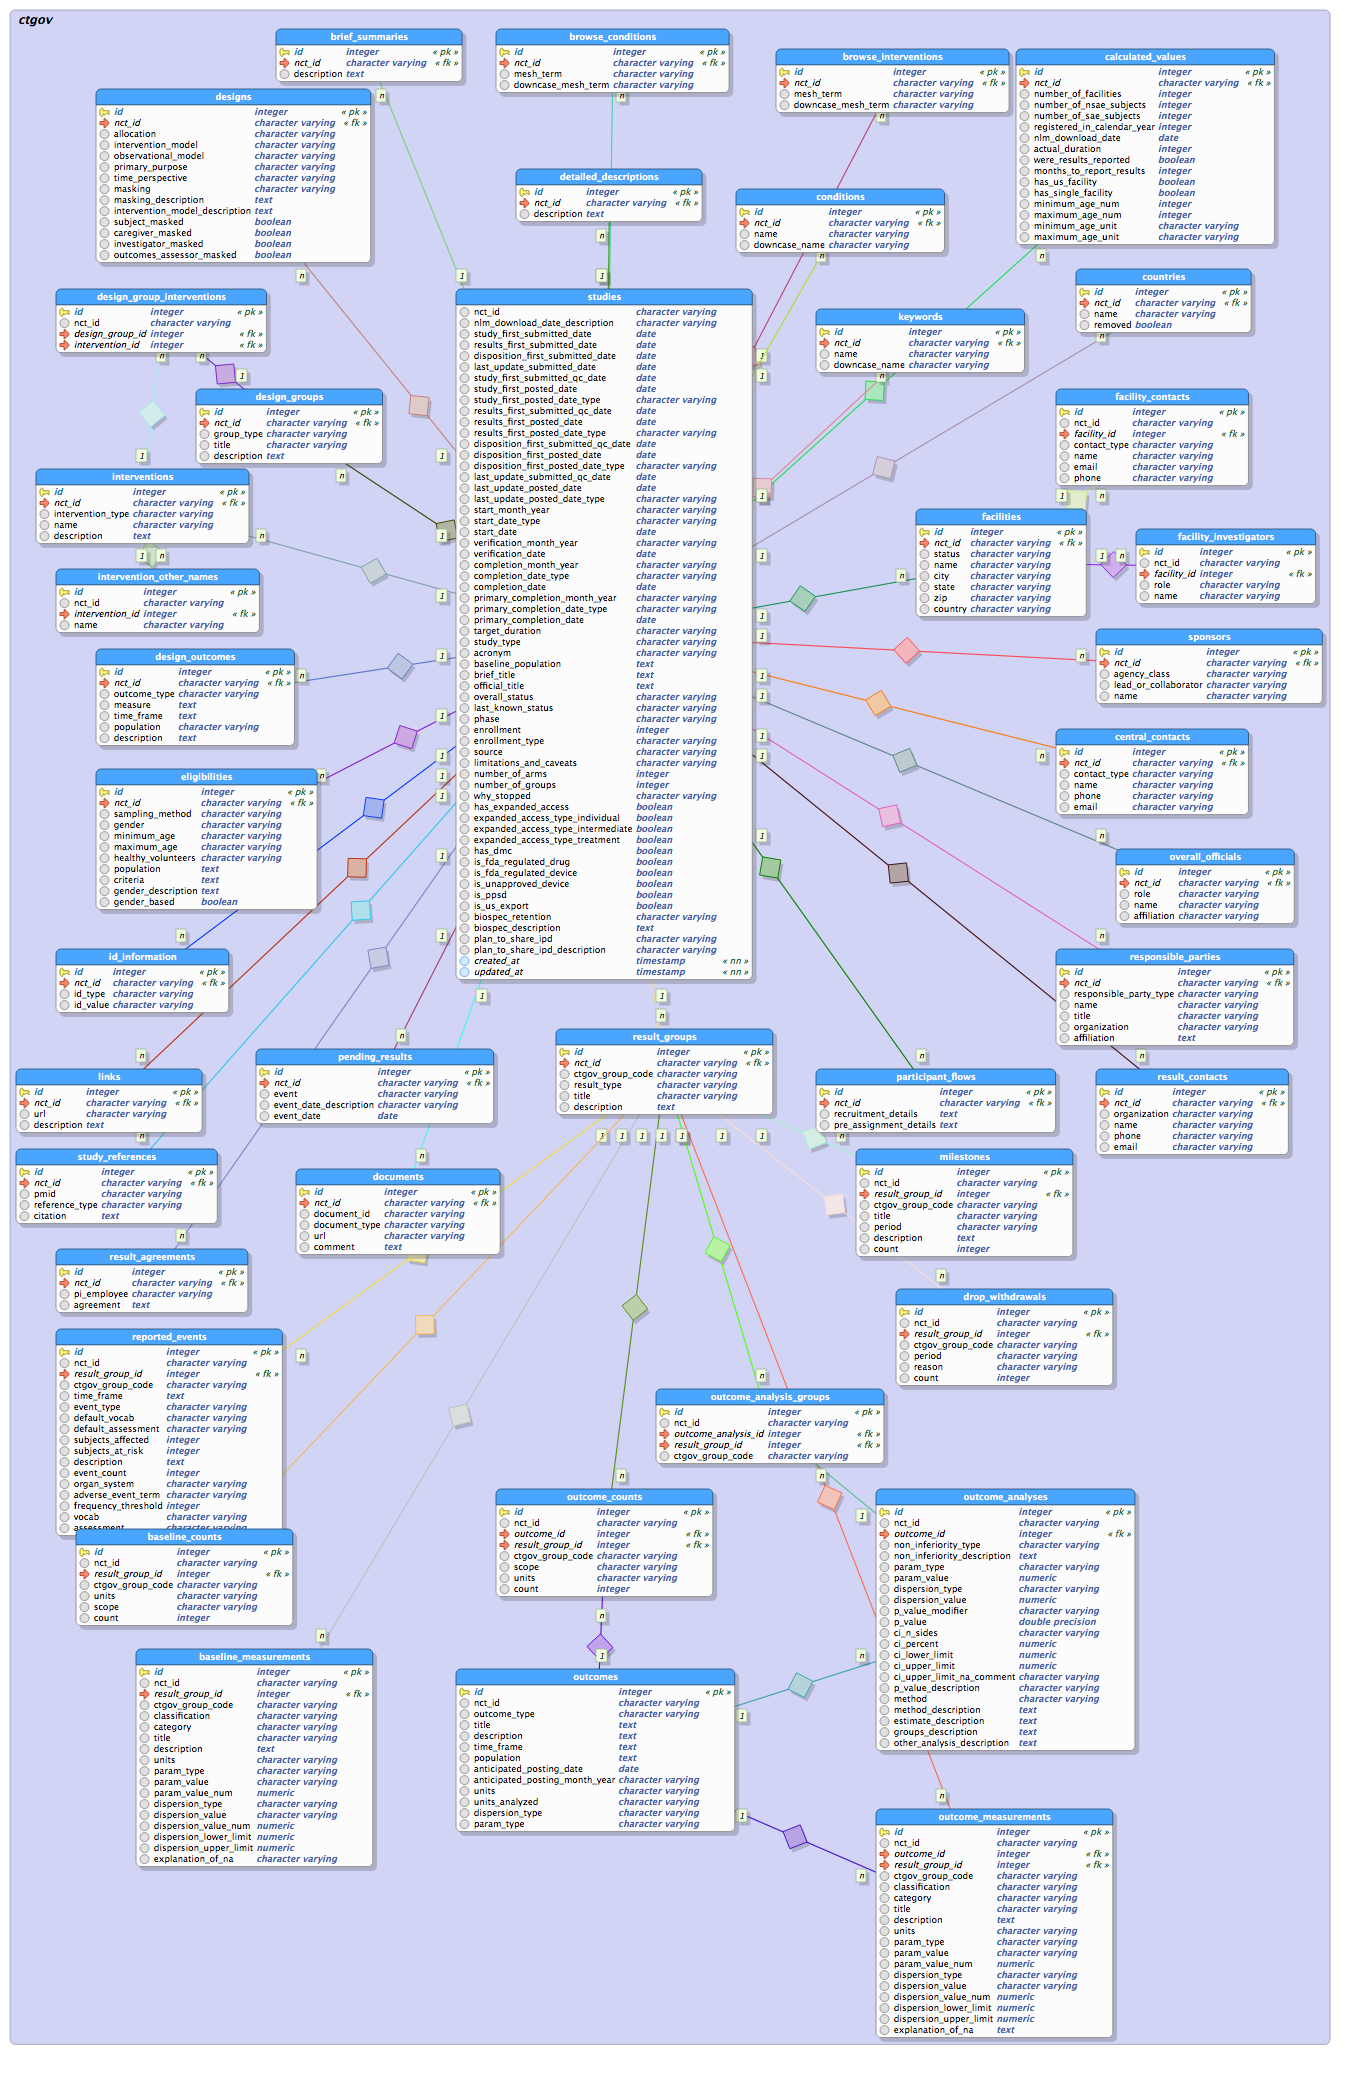 ctgov
brief_summaries
id integer « pk »
nct_id character varying « fk »
description text
browse_conditions
id integer « pk »
nct_id character varying « fk »
mesh_term character varying
downcase_mesh_term character varying
browse_interventions
id integer « pk »
nct_id character varying « fk »
mesh_term character varying
downcase_mesh_term character varying
calculated_values
id integer « pk »
nct_id character varying « fk »
number_of_facilities integer
number_of_nsae_subjects integer
number_of_sae_subjects integer
registered_in_calendar_year integer
nlm_download_date date
actual_duration integer
were_results_reported boolean
months_to_report_results integer
has_us_facility boolean
has_single_facility boolean
minimum_age_num integer
maximum_age_num integer
minimum_age_unit character varying
maximum_age_unit character varying
designs
id integer « pk »
nct_id character varying « fk »
allocation character varying
intervention_model character varying
observational_model character varying
primary_purpose character varying
time_perspective character varying
masking character varying
masking_description text
intervention_model_description text
subject_masked boolean
caregiver_masked boolean
investigator_masked boolean
outcomes_assessor_masked boolean
detailed_descriptions
id integer « pk »
nct_id character varying « fk »
description text
conditions
id integer « pk »
nct_id character varying « fk »
name character varying
downcase_name character varying
countries
id integer « pk »
nct_id character varying « fk »
name character varying
removed boolean
design_group_interventions
id integer « pk »
nct_id character varying
design_group_id integer « fk »
intervention_id integer « fk »
keywords
id integer « pk »
nct_id character varying « fk »
name character varying
downcase_name character varying
studies
nct_id character varying
nlm_download_date_description character varying
study_first_submitted_date date
results_first_submitted_date date
disposition_first_submitted_date date
last_update_submitted_date date
study_first_submitted_qc_date date
study_first_posted_date date
study_first_posted_date_type character varying
results_first_submitted_qc_date date
results_first_posted_date date
results_first_posted_date_type character varying
disposition_first_submitted_qc_date date
disposition_first_posted_date date
disposition_first_posted_date_type character varying
last_update_submitted_qc_date date
last_update_posted_date date
last_update_posted_date_type character varying
start_month_year character varying
start_date_type character varying
start_date date
verification_month_year character varying
verification_date date
completion_month_year character varying
completion_date_type character varying
completion_date date
primary_completion_month_year character varying
primary_completion_date_type character varying
primary_completion_date date
target_duration character varying
study_type character varying
acronym character varying
baseline_population text
brief_title text
official_title text
overall_status character varying
last_known_status character varying
phase character varying
enrollment integer
enrollment_type character varying
source character varying
limitations_and_caveats character varying
number_of_arms integer
number_of_groups integer
why_stopped character varying
has_expanded_access boolean
expanded_access_type_individual boolean
expanded_access_type_intermediate boolean
expanded_access_type_treatment boolean
has_dmc boolean
is_fda_regulated_drug boolean
is_fda_regulated_device boolean
is_unapproved_device boolean
is_ppsd boolean
is_us_export boolean
biospec_retention character varying
biospec_description text
plan_to_share_ipd character varying
plan_to_share_ipd_description character varying
created_at timestamp « nn »
updated_at timestamp « nn »
design_groups
id integer « pk »
nct_id character varying « fk »
group_type character varying
title character varying
description text
facility_contacts
id integer « pk »
nct_id character varying
facility_id integer « fk »
contact_type character varying
name character varying
email character varying
phone character varying
interventions
id integer « pk »
nct_id character varying « fk »
intervention_type character varying
name character varying
description text
facilities
id integer « pk »
nct_id character varying « fk »
status character varying
name character varying
city character varying
state character varying
zip character varying
country character varying
facility_investigators
id integer « pk »
nct_id character varying
facility_id integer « fk »
role character varying
name character varying
intervention_other_names
id integer « pk »
nct_id character varying
intervention_id integer « fk »
name character varying
sponsors
id integer « pk »
nct_id character varying « fk »
agency_class character varying
lead_or_collaborator character varying
name character varying
design_outcomes
id integer « pk »
nct_id character varying « fk »
outcome_type character varying
measure text
time_frame text
population character varying
description text
central_contacts
id integer « pk »
nct_id character varying « fk »
contact_type character varying
name character varying
phone character varying
email character varying
eligibilities
id integer « pk »
nct_id character varying « fk »
sampling_method character varying
gender character varying
minimum_age character varying
maximum_age character varying
healthy_volunteers character varying
population text
criteria text
gender_description text
gender_based boolean
overall_officials
id integer « pk »
nct_id character varying « fk »
role character varying
name character varying
affiliation character varying
id_information
id integer « pk »
nct_id character varying « fk »
id_type character varying
id_value character varying
responsible_parties
id integer « pk »
nct_id character varying « fk »
responsible_party_type character varying
name character varying
title character varying
organization character varying
affiliation text
links
id integer « pk »
nct_id character varying « fk »
url character varying
description text
pending_results
id integer « pk »
nct_id character varying « fk »
event character varying
event_date_description character varying
event_date date
result_groups
id integer « pk »
nct_id character varying « fk »
ctgov_group_code character varying
result_type character varying
title character varying
description text
participant_flows
id integer « pk »
nct_id character varying « fk »
recruitment_details text
pre_assignment_details text
result_contacts
id integer « pk »
nct_id character varying « fk »
organization character varying
name character varying
phone character varying
email character varying
study_references
id integer « pk »
nct_id character varying « fk »
pmid character varying
reference_type character varying
citation text
documents
id integer « pk »
nct_id character varying « fk »
document_id character varying
document_type character varying
url character varying
comment text
milestones
id integer « pk »
nct_id character varying
result_group_id integer « fk »
ctgov_group_code character varying
title character varying
period character varying
description text
count integer
result_agreements
id integer « pk »
nct_id character varying « fk »
pi_employee character varying
agreement text
drop_withdrawals
id integer « pk »
nct_id character varying
result_group_id integer « fk »
ctgov_group_code character varying
period character varying
reason character varying
count integer
reported_events
id integer « pk »
nct_id character varying
result_group_id integer « fk »
ctgov_group_code character varying
time_frame text
event_type character varying
default_vocab character varying
default_assessment character varying
subjects_affected integer
subjects_at_risk integer
description text
event_count integer
organ_system character varying
adverse_event_term character varying
frequency_threshold integer
vocab character varying
assessment character varying
outcome_analysis_groups
id integer « pk »
nct_id character varying
outcome_analysis_id integer « fk »
result_group_id integer « fk »
ctgov_group_code character varying
outcome_counts
id integer « pk »
nct_id character varying
outcome_id integer « fk »
result_group_id integer « fk »
ctgov_group_code character varying
scope character varying
units character varying
count integer
outcome_analyses
id integer « pk »
nct_id character varying
outcome_id integer « fk »
non_inferiority_type character varying
non_inferiority_description text
param_type character varying
param_value numeric
dispersion_type character varying
dispersion_value numeric
p_value_modifier character varying
p_value double precision
ci_n_sides character varying
ci_percent numeric
ci_lower_limit numeric
ci_upper_limit numeric
ci_upper_limit_na_comment character varying
p_value_description character varying
method character varying
method_description text
estimate_description text
groups_description text
other_analysis_description text
baseline_counts
id integer « pk »
nct_id character varying
result_group_id integer « fk »
ctgov_group_code character varying
units character varying
scope character varying
count integer
baseline_measurements
id integer « pk »
nct_id character varying
result_group_id integer « fk »
ctgov_group_code character varying
classification character varying
category character varying
title character varying
description text
units character varying
param_type character varying
param_value character varying
param_value_num numeric
dispersion_type character varying
dispersion_value character varying
dispersion_value_num numeric
dispersion_lower_limit numeric
dispersion_upper_limit numeric
explanation_of_na character varying
outcomes
id integer « pk »
nct_id character varying
outcome_type character varying
title text
description text
time_frame text
population text
anticipated_posting_date date
anticipated_posting_month_year character varying
units character varying
units_analyzed character varying
dispersion_type character varying
param_type character varying
outcome_measurements
id integer « pk »
nct_id character varying
outcome_id integer « fk »
result_group_id integer « fk »
ctgov_group_code character varying
classification character varying
category character varying
title character varying
description text
units character varying
param_type character varying
param_value character varying
param_value_num numeric
dispersion_type character varying
dispersion_value character varying
dispersion_value_num numeric
dispersion_lower_limit numeric
dispersion_upper_limit numeric
explanation_of_na text